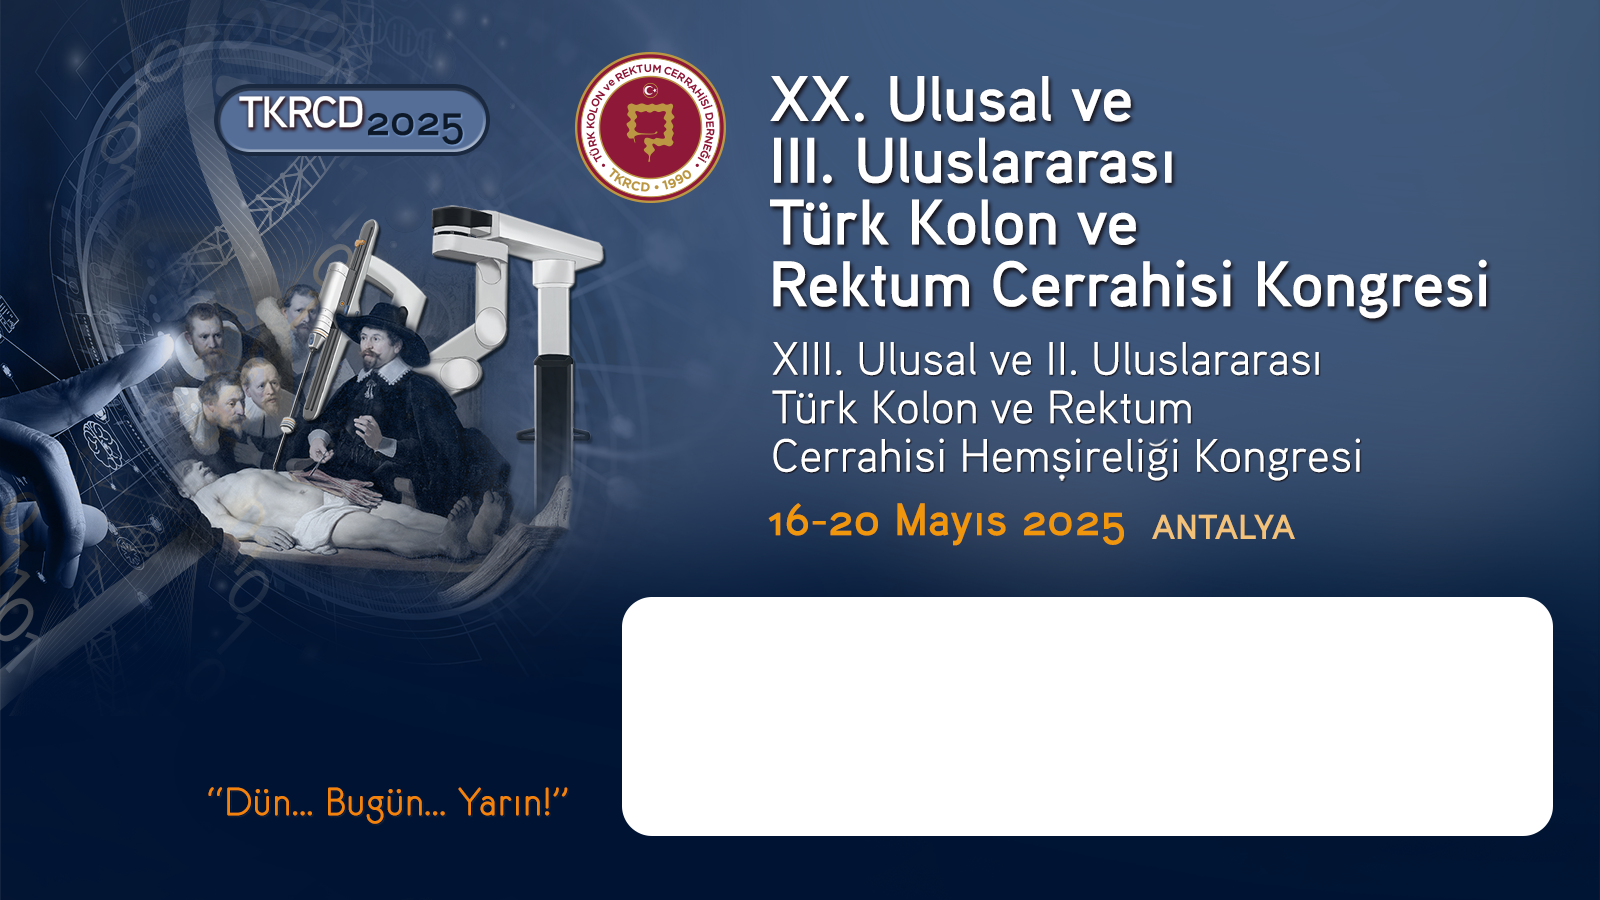 TKRCD2025
TÜRK KOLON ve REKTUM CERRAHİSİ DERNEĞİ
TKRCD • 1990
XX. Ulusal ve
III. Uluslararası
Türk Kolon ve
Rektum Cerrahisi Kongresi
XIII. Ulusal ve II. Uluslararası
Türk Kolon ve Rektum
Cerrahisi Hemşireliği Kongresi
16-20 Mayıs 2025 ANTALYA
“Dün... Bugün... Yarın!”